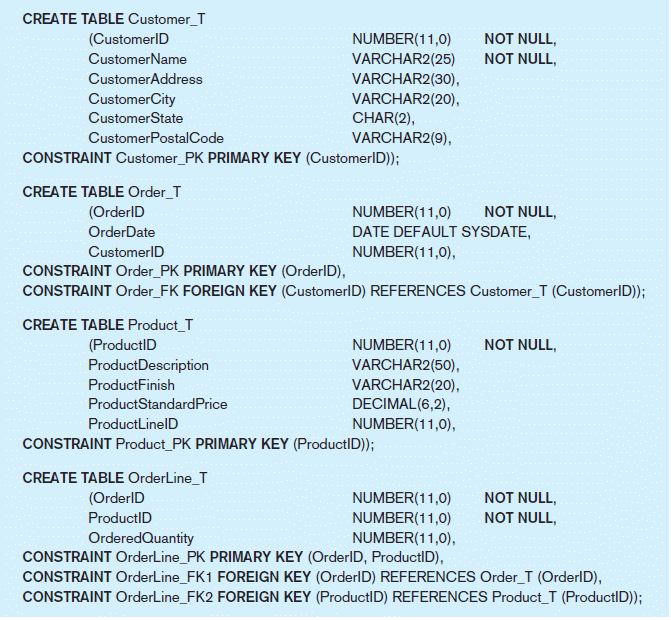 CREATE TABLE Customer_T
(CustomerID NUMBER(11,0) NOT NULL,
CustomerName VARCHAR2(25) NOT NULL,
CustomerAddress VARCHAR2(30),
CustomerCity VARCHAR2(20),
CustomerState CHAR(2),
CustomerPostalCode VARCHAR2(9),
CONSTRAINT Customer_PK PRIMARY KEY (CustomerID));
CREATE TABLE Order_T
(OrderID NUMBER(11,0) NOT NULL,
OrderDate DATE DEFAULT SYSDATE,
CustomerID NUMBER(11,0),
CONSTRAINT Order_PK PRIMARY KEY (OrderID),
CONSTRAINT Order_FK FOREIGN KEY (CustomerID) REFERENCES Customer_T (CustomerID));
CREATE TABLE Product_T
(ProductID NUMBER(11,0) NOT NULL,
ProductDescription VARCHAR2(50),
ProductFinish VARCHAR2(20),
ProductStandardPrice DECIMAL(6,2),
ProductLineID NUMBER(11,0),
CONSTRAINT Product_PK PRIMARY KEY (ProductID));
CREATE TABLE OrderLine_T
(OrderID NUMBER(11,0) NOT NULL,
ProductID NUMBER(11,0) NOT NULL,
OrderedQuantity NUMBER(11,0),
CONSTRAINT OrderLine_PK PRIMARY KEY (OrderID, ProductID),
CONSTRAINT OrderLine_FK1 FOREIGN KEY (OrderID) REFERENCES Order_T (OrderID),
CONSTRAINT OrderLine_FK2 FOREIGN KEY (ProductID) REFERENCES Product_T (ProductID));